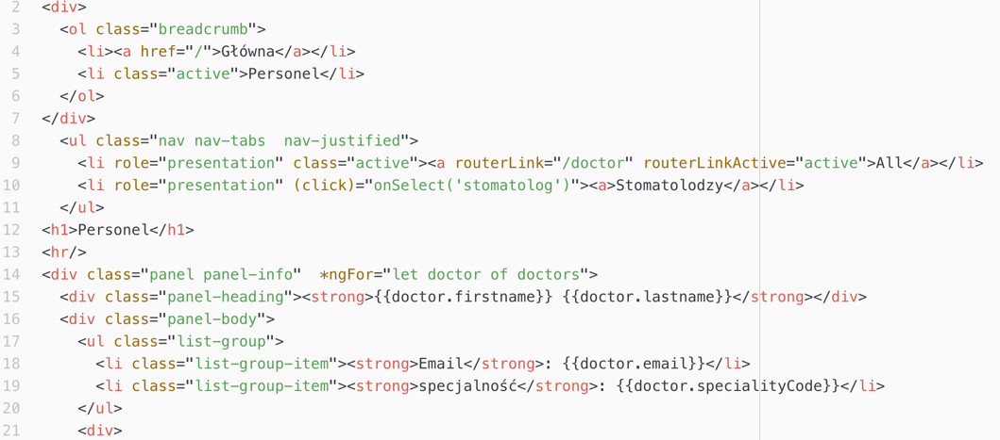 2 <div>
3 <ol class="breadcrumb">
4 <li><a href="/">Główna</a></li>
5 <li class="active">Personel</li>
6 </ol>
7 </div>
8 <ul class="nav nav-tabs  nav-justified">
9 <li role="presentation" class="active"><a routerLink="/doctor" routerLinkActive="active">All</a></li>
10 <li role="presentation" (click)="onSelect('stomatolog')"><a>Stomatolodzy</a></li>
11 </ul>
12 <h1>Personel</h1>
13 <hr/>
14 <div class="panel panel-info"  *ngFor="let doctor of doctors">
15 <div class="panel-heading"><strong>{{doctor.firstname}} {{doctor.lastname}}</strong></div>
16 <div class="panel-body">
17 <ul class="list-group">
18 <li class="list-group-item"><strong>Email</strong>: {{doctor.email}}</li>
19 <li class="list-group-item"><strong>specjalność</strong>: {{doctor.specialityCode}}</li>
20 </ul>
21 <div>